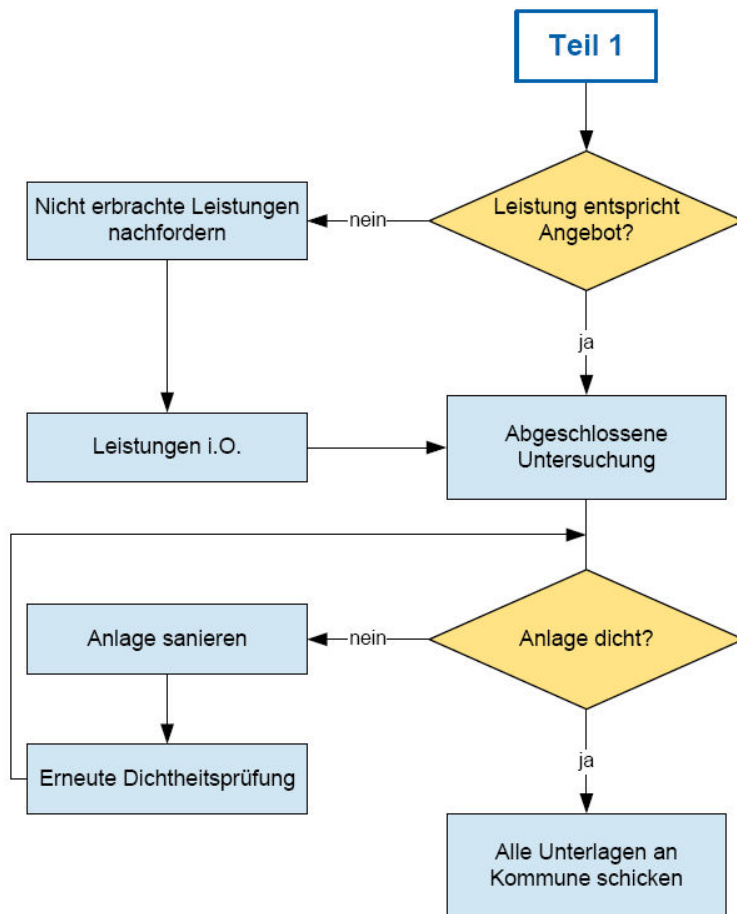 Teil 1
Leistung entspricht
Angebot?
nein
Nicht erbrachte Leistungen
nachfordern
ja
Leistungen i.O.
Abgeschlossene
Untersuchung
Anlage dicht?
nein
Anlage sanieren
Erneute Dichtheitsprüfung
ja
Alle Unterlagen an
Kommune schicken